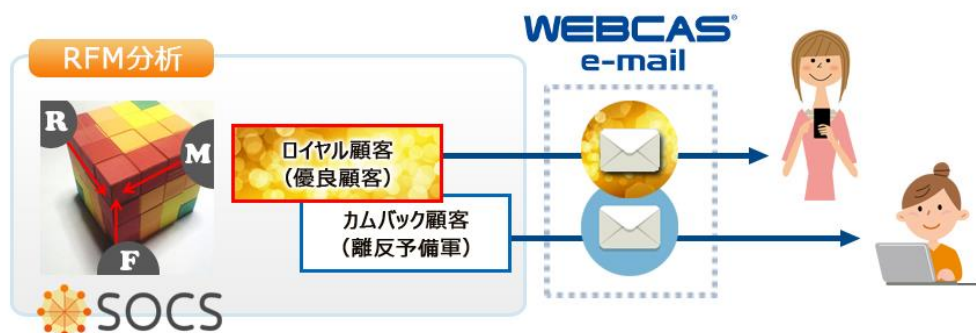 RFM分析
R
M
F
SOCS
ロイヤル顧客
（優良顧客）
カムバック顧客
（離反予備軍）
WEBCAS®
e-mail